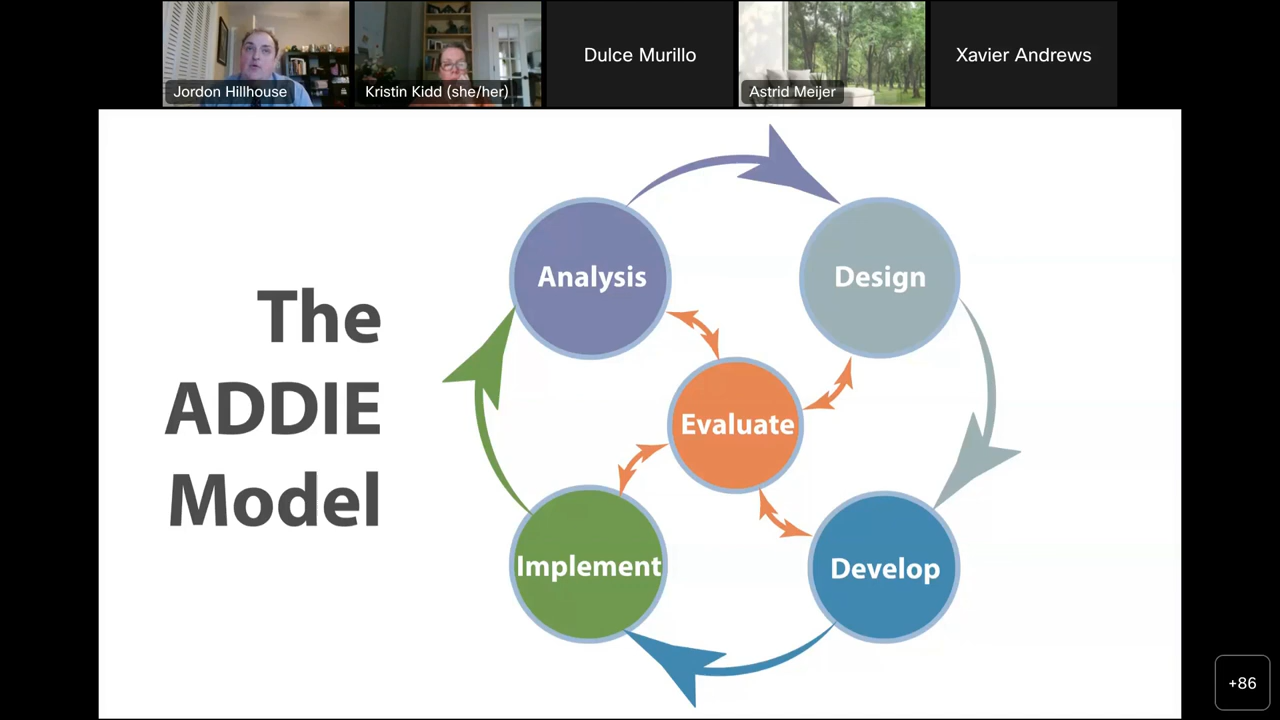 Jordon Hillhouse
Kristin Kidd (she/her)
Dulce Murillo
Astrid Meijer
Xavier Andrews
The
ADDIE
Model
Analysis
Design
Evaluate
Implement
Develop
+86